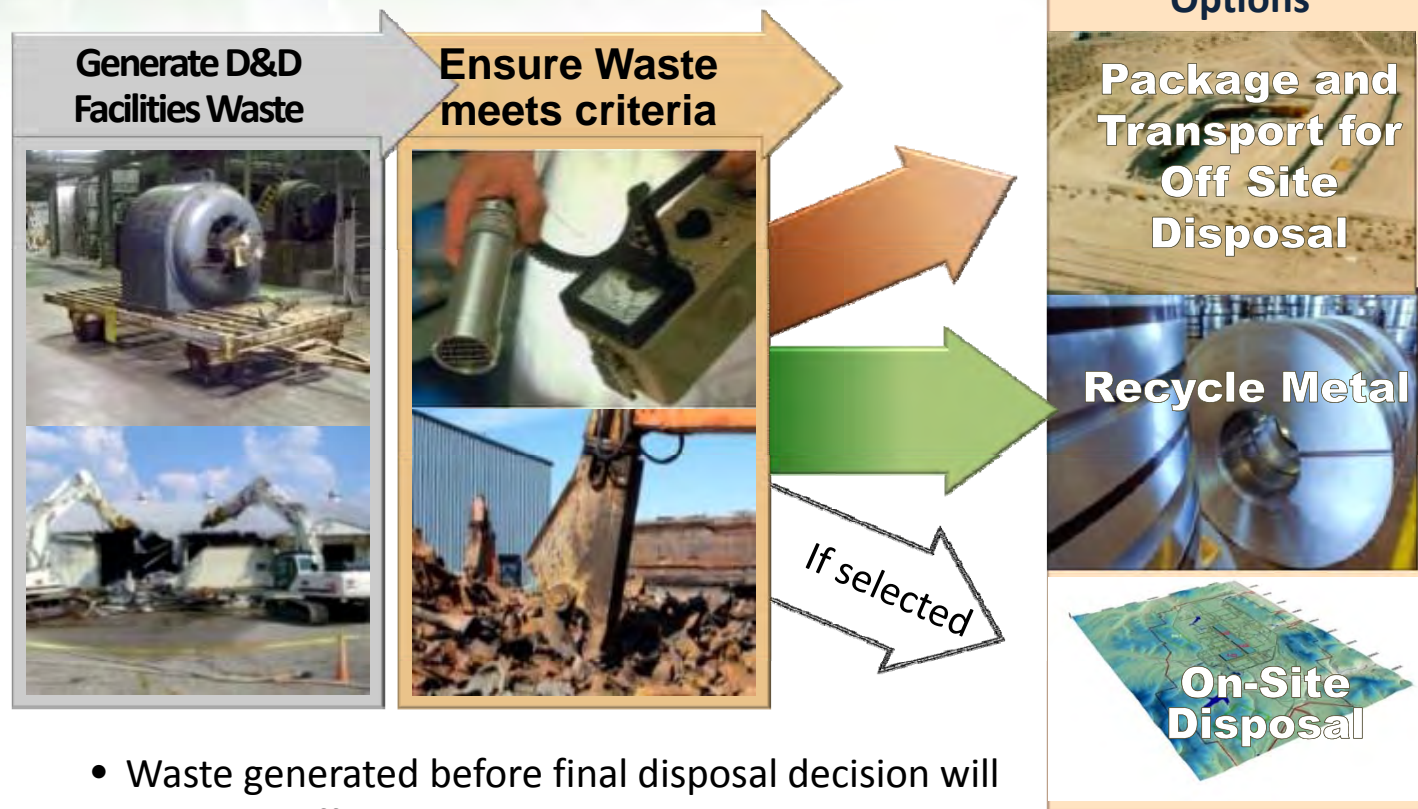 Options
Generate D&D
Facilities Waste
Ensure Waste
meets criteria
Package and
Transport for
Off Site
Disposal
Recycle Metal
If selected
On-Site
Disposal
• Waste generated before final disposal decision will